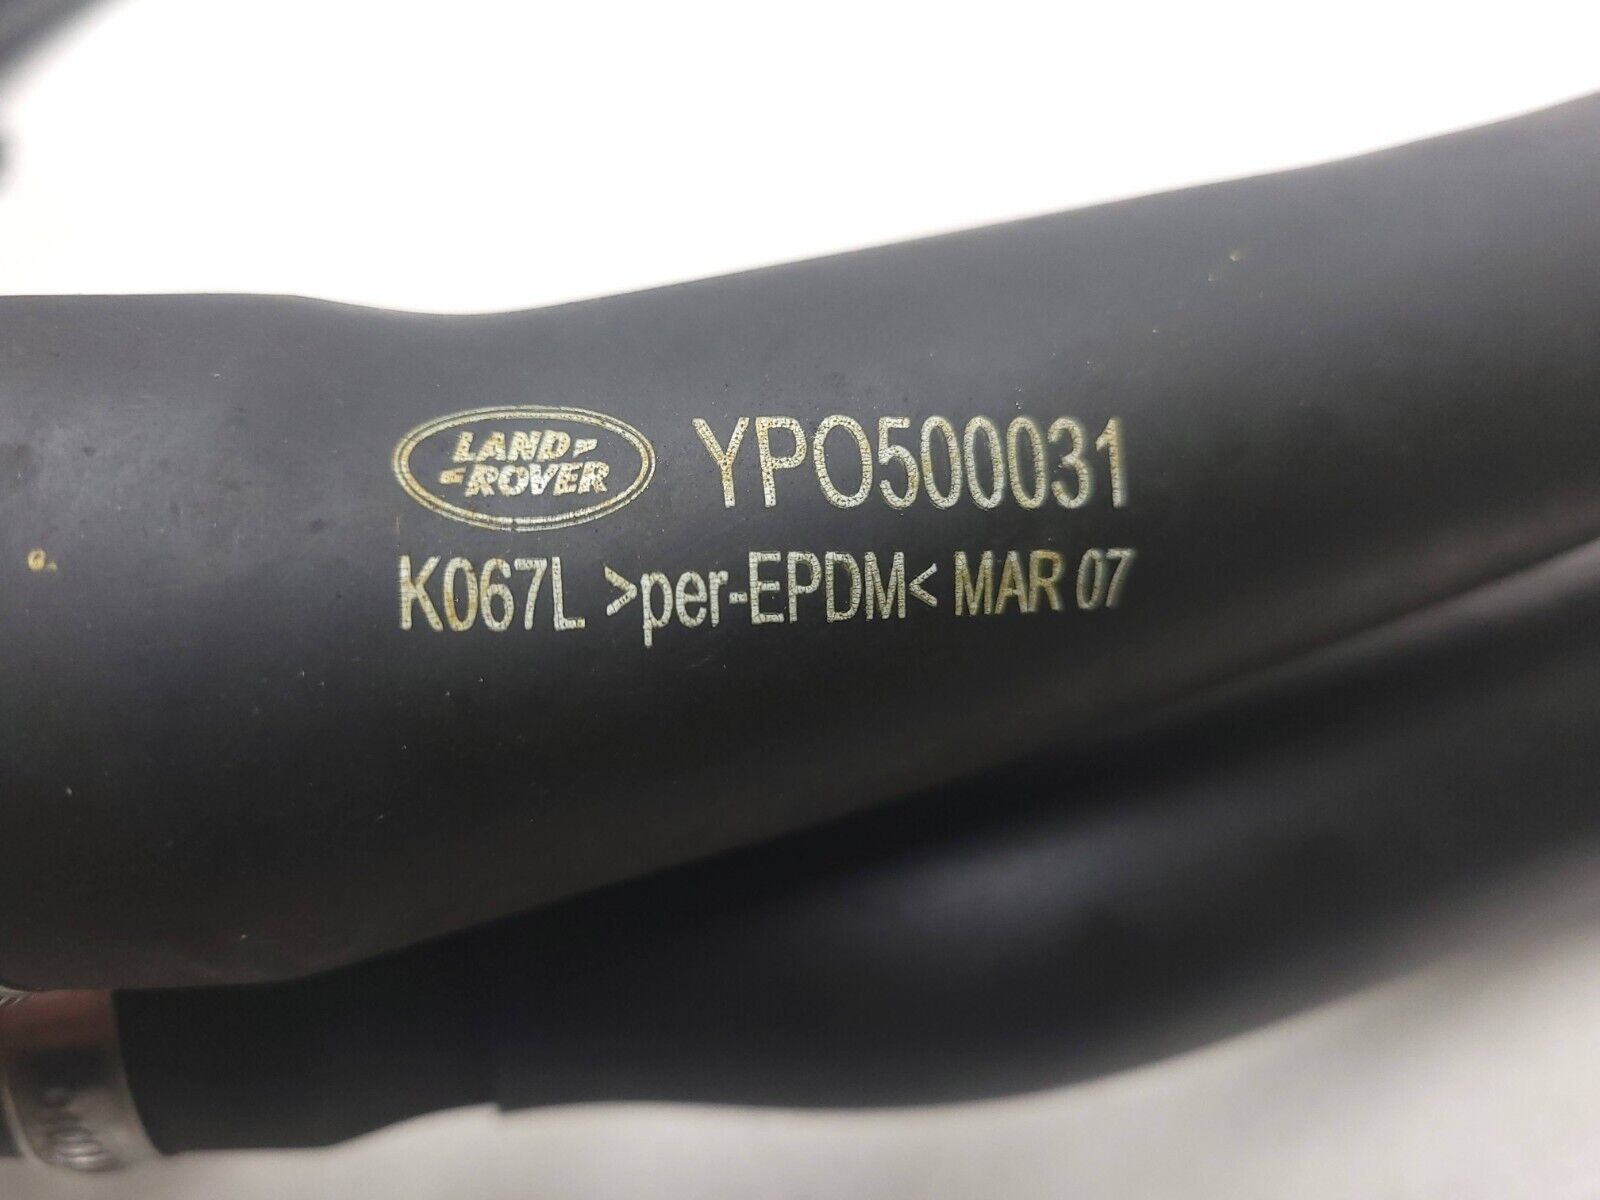 LAND ROVER YPO500031
K067L >per-EPDM< MAR 07